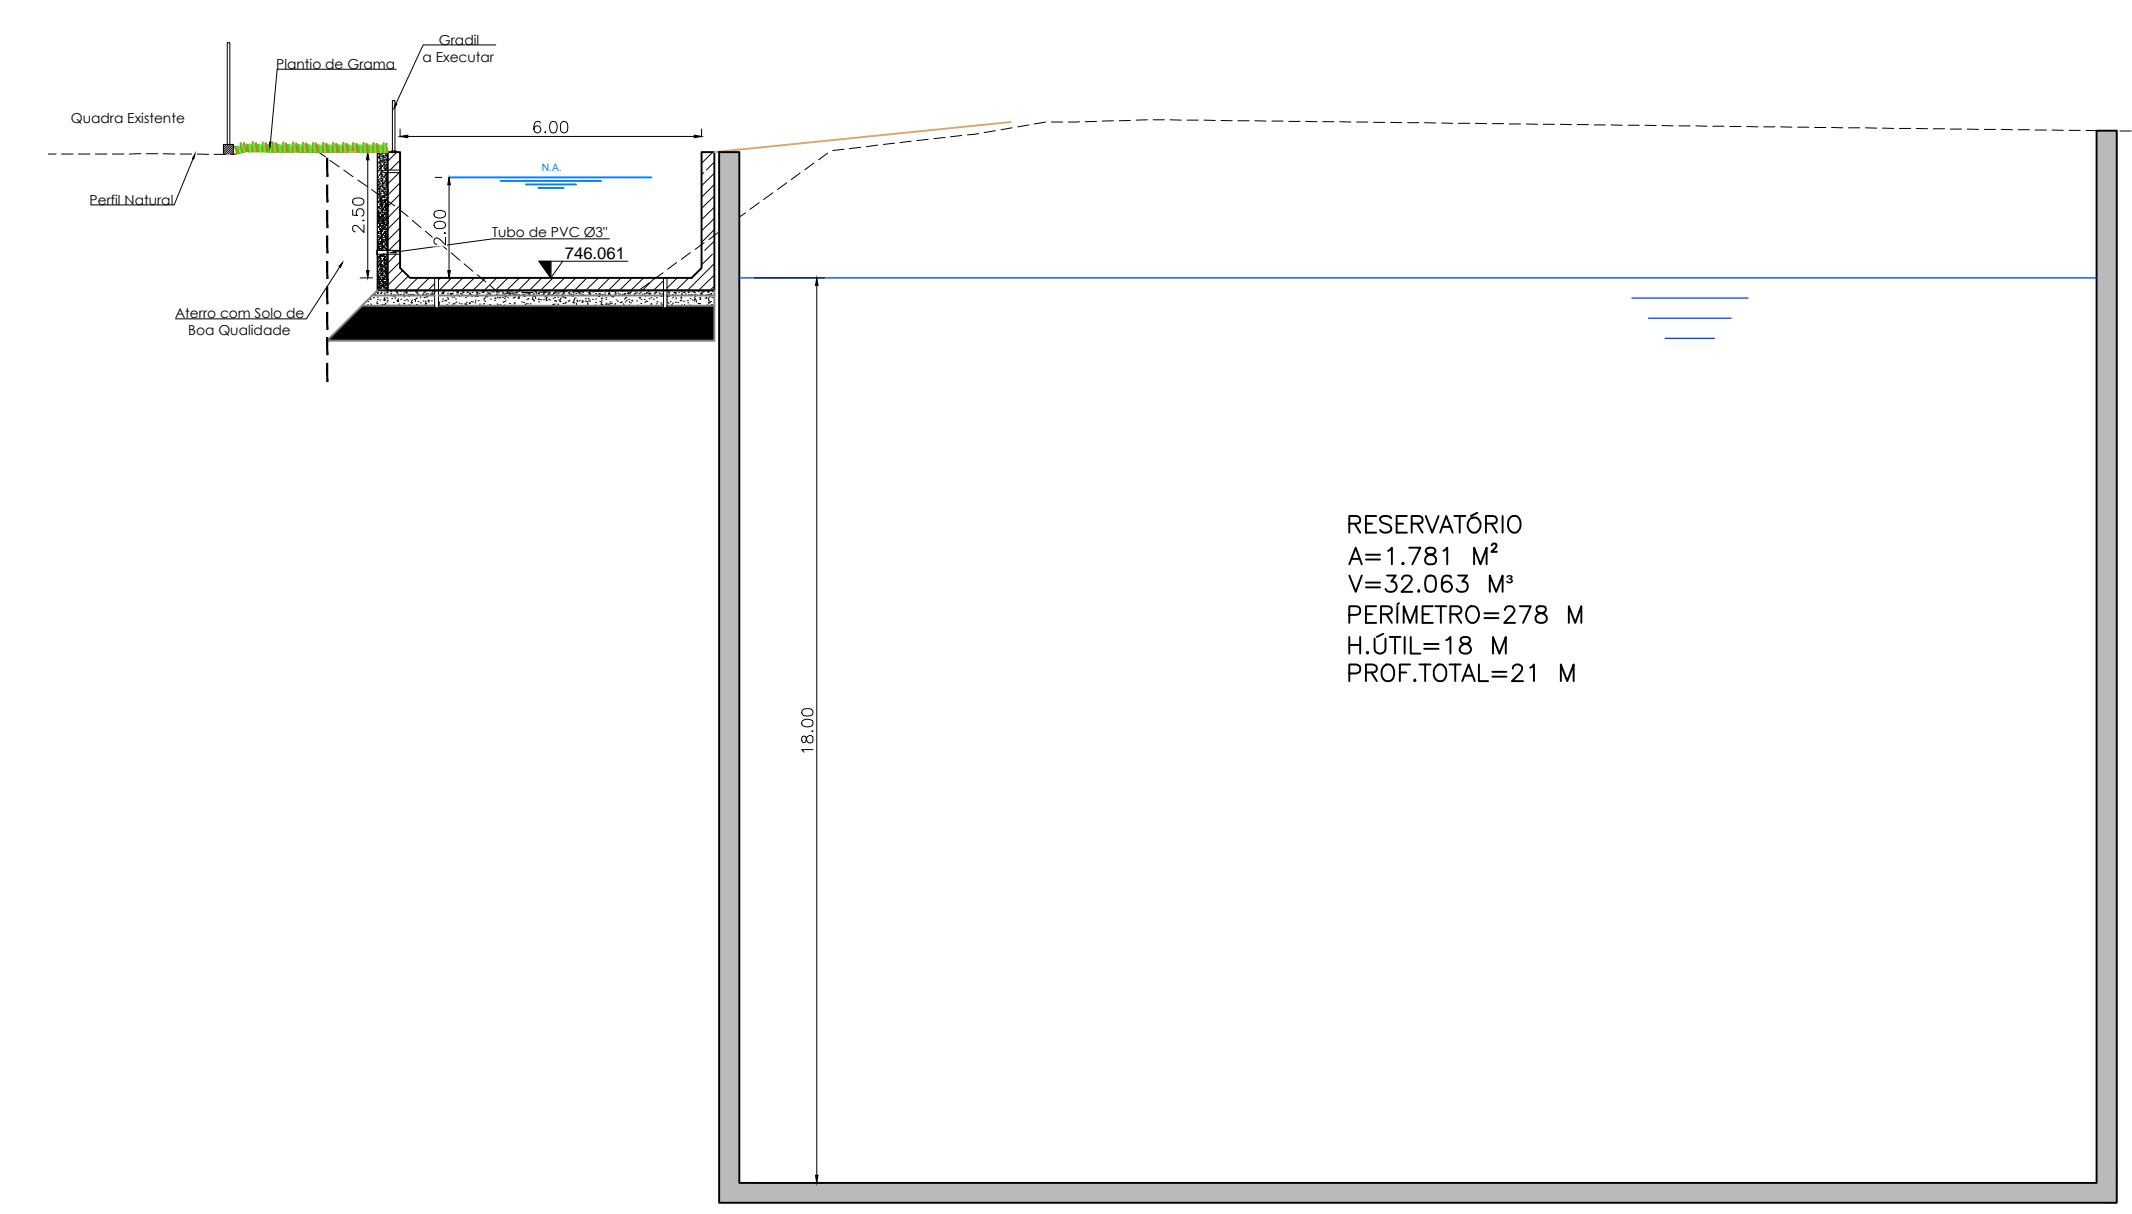 Gradil
a Executar
Plantio de Grama
Quadra Existente
6.00
N.A.
Perfil Natural
2.50
2.00
Tubo de PVC Ø3"
746.061
Aterro com Solo de
Boa Qualidade
RESERVATÓRIO
A=1.781 M²
V=32.063 M³
PERÍMETRO=278 M
H.ÚTIL=18 M
PROF.TOTAL=21 M
18.00